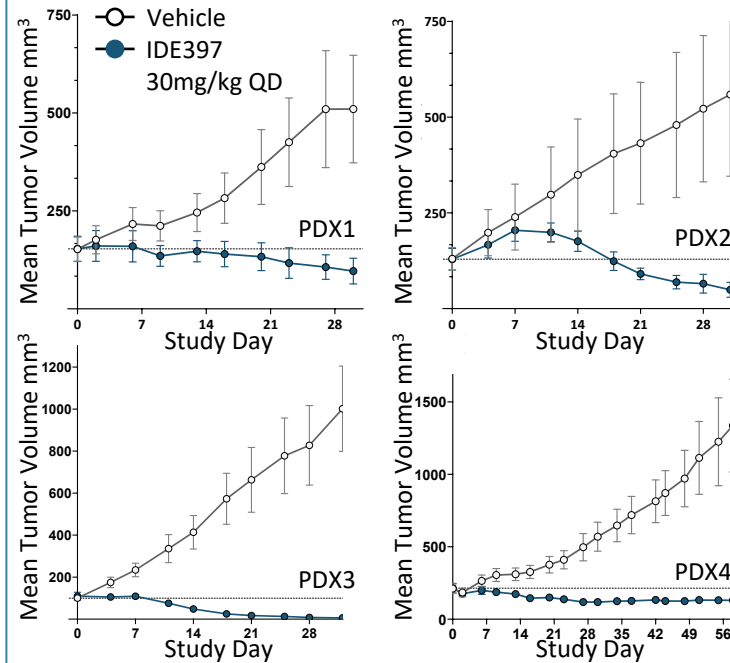 Vehicle
IDE397
30mg/kg QD
Mean Tumor Volume mm³
750
500
250
PDX1
0 7 14 21 28
Study Day
Mean Tumor Volume mm³
750
500
250
0
PDX2
0 7 14 21 28
Study Day
Mean Tumor Volume mm³
1200
1000
800
600
400
200
PDX3
0 7 14 21 28
Study Day
Mean Tumor Volume mm³
1500
1000
500
0
PDX4
0 7 14 21 28 35 42 49 56
Study Day